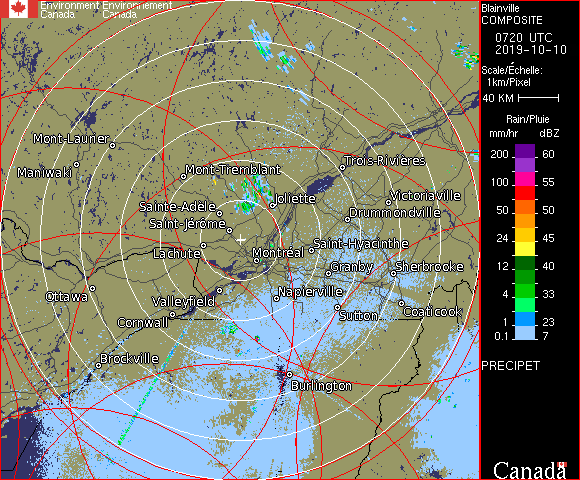 Environment Environnement
Canada Canada
Blainville
COMPOSITE
0720 UTC
2019-10-10
Scale/Échelle:
1km/Pixel
40 KM
Rain/Pluie
mm/hr dBZ
200 60
100 55
50 50
24 45
12 40
4 33
1 23
0.1 7
PRECIPET
Mont-Laurier
Maniwaki
Mont-Tremblant
Trois-Rivières
Sainte-Adèle
Joliette
Victoriaville
Drummondville
Saint-Jérôme
Lachute
Montréal
Saint-Hyacinthe
Granby
Sherbrooke
Ottawa
Valleyfield
Napierville
Cornwall
Sutton
Coaticook
Brockville
Burlington
Canada